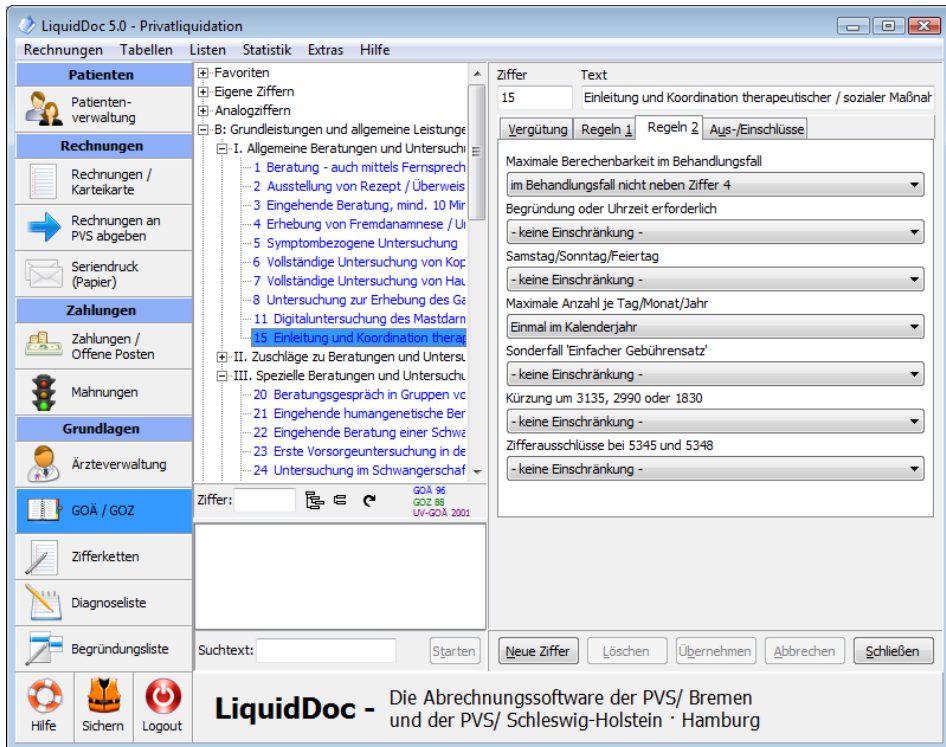 LiquidDoc 5.0 - Privatliquidation
Rechnungen Tabellen Listen Statistik Extras Hilfe
Patienten
Patienten-
verwaltung
Rechnungen
Rechnungen /
Karteikarte
Rechnungen an
PVS abgeben
Seriendruck
(Papier)
Zahlungen
Zahlungen /
Offene Posten
Mahnungen
Grundlagen
Ärzteverwaltung
GOÄ / GOZ
Zifferketten
Diagnoseliste
Begründungsliste
Hilfe
Sichern
Logout
Favoriten
Eigene Ziffern
Analogziffern
B: Grundleistungen und allgemeine Leistunge
I. Allgemeine Beratungen und Untersuch
1 Beratung - auch mittels Fernsprech
2 Ausstellung von Rezept / Überweis
3 Eingehende Beratung, mind. 10 Mir
4 Erhebung von Fremdanamnese / U
5 Symptombezogene Untersuchung
6 Vollständige Untersuchung von Kop
7 Vollständige Untersuchung von Hau
8 Untersuchung zur Erhebung des Ga
11 Digitaluntersuchung des Mastdarm
15 Einleitung und Koordination therap
II. Zuschläge zu Beratungen und Untersu
III. Spezielle Beratungen und Untersuchu
20 Beratungsgespräch in Gruppen vo
21 Eingehende humangenetische Ber
22 Eingehende Beratung einer Schwa
23 Erste Vorsorgeuntersuchung in de
24 Untersuchung im Schwangerschaf
Ziffer:
GOÄ 96
GOZ 88
UV-GOÄ 2001
Suchtext:
Starten
Ziffer Text
15 Einleitung und Koordination therapeutischer / sozialer Maßnah
Vergütung Regeln 1 Regeln 2 Aus-/Einschlüsse
Maximale Berechenbarkeit im Behandlungsfall
im Behandlungsfall nicht neben Ziffer 4
Begründung oder Uhrzeit erforderlich
- keine Einschränkung -
Samstag/Sonntag/Feiertag
- keine Einschränkung -
Maximale Anzahl je Tag/Monat/Jahr
Einmal im Kalenderjahr
Sonderfall 'Einfacher Gebührensatz'
- keine Einschränkung -
Kürzung um 3135, 2990 oder 1830
- keine Einschränkung -
Zifferausschlüsse bei 5345 und 5348
- keine Einschränkung -
Neue Ziffer Löschen Übernehmen Abbrechen Schließen
LiquidDoc - Die Abrechnungssoftware der PVS/ Bremen
und der PVS/ Schleswig-Holstein · Hamburg